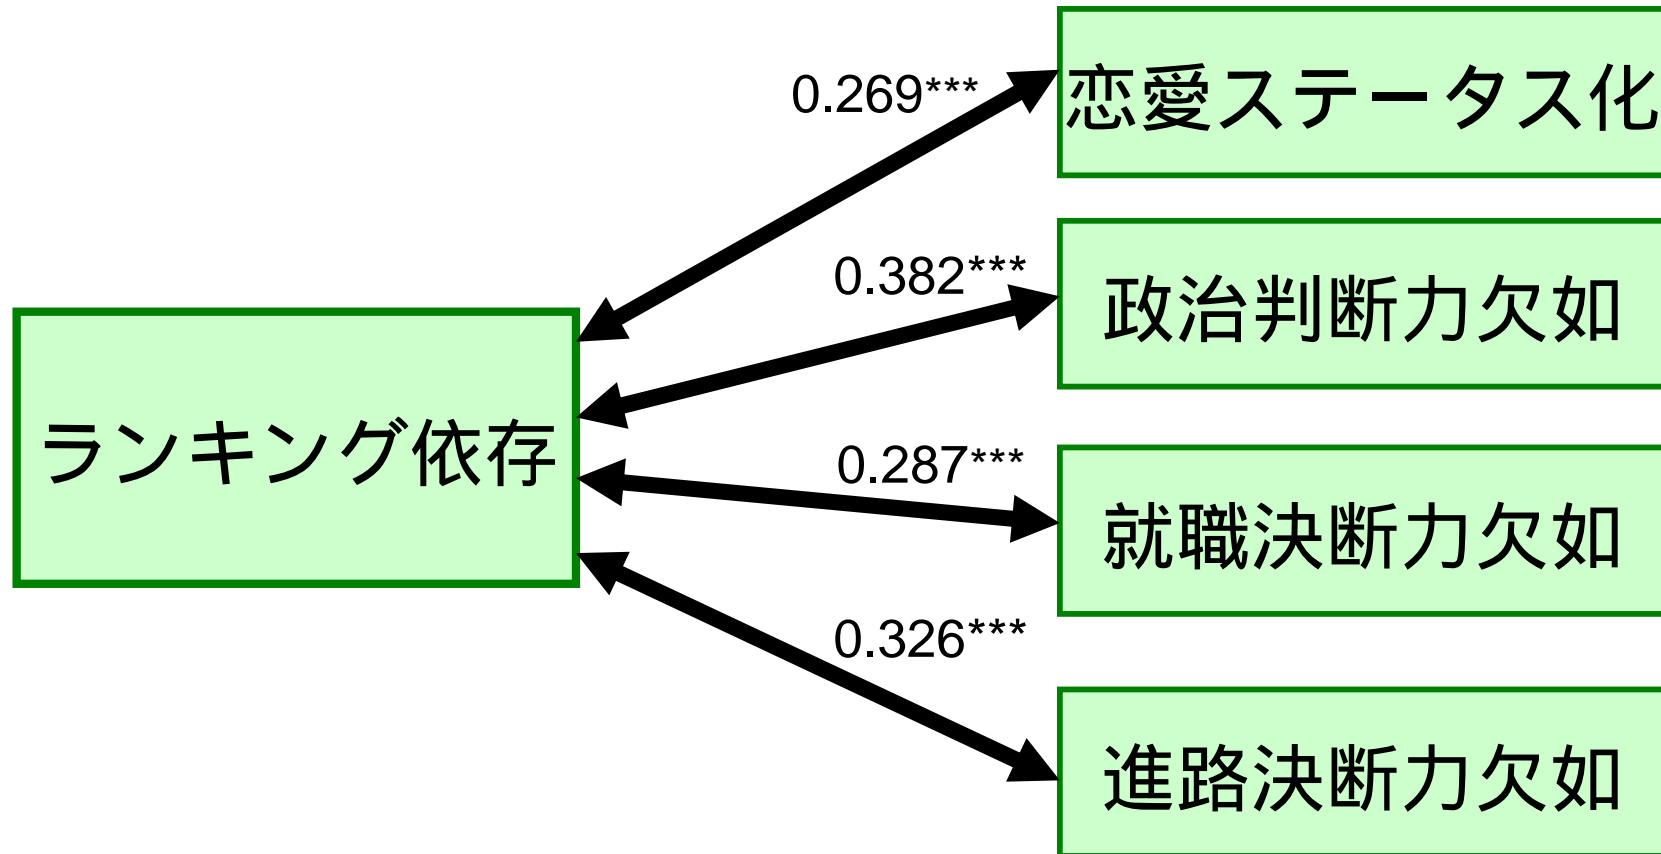 0.269***
恋愛ステータス化
0.382***
政治判断力欠如
ランキング依存
0.287***
就職決断力欠如
0.326***
進路決断力欠如